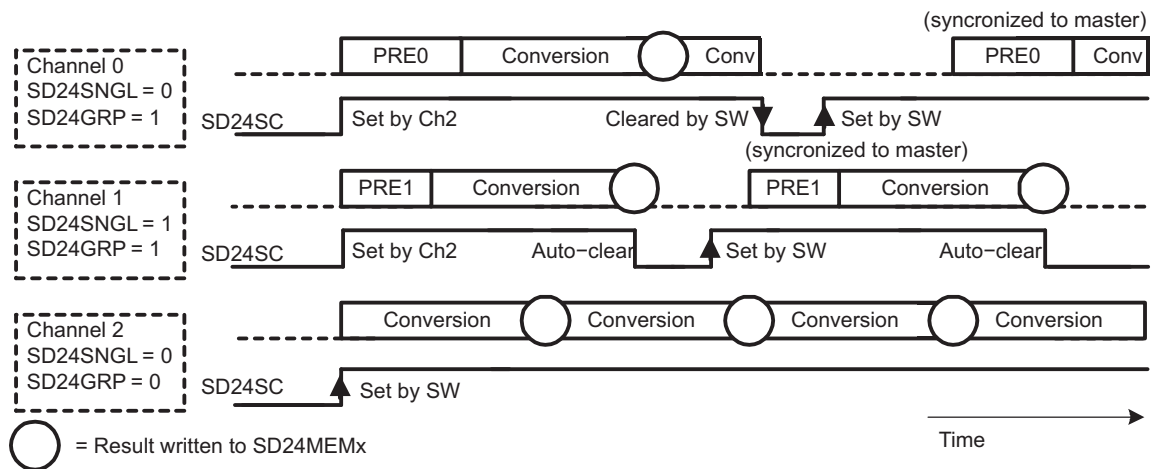 (syncronized to master)
Channel 0
SD24SNGL = 0
SD24GRP = 1
PRE0 Conversion Conv PRE0 Conv
SD24SC Set by Ch2 Cleared by SW Set by SW
(syncronized to master)
Channel 1
SD24SNGL = 1
SD24GRP = 1
PRE1 Conversion PRE1 Conversion
SD24SC Set by Ch2 Auto−clear Set by SW Auto−clear
Channel 2
SD24SNGL = 0
SD24GRP = 0
Conversion Conversion Conversion Conversion
SD24SC Set by SW
= Result written to SD24MEMx
Time